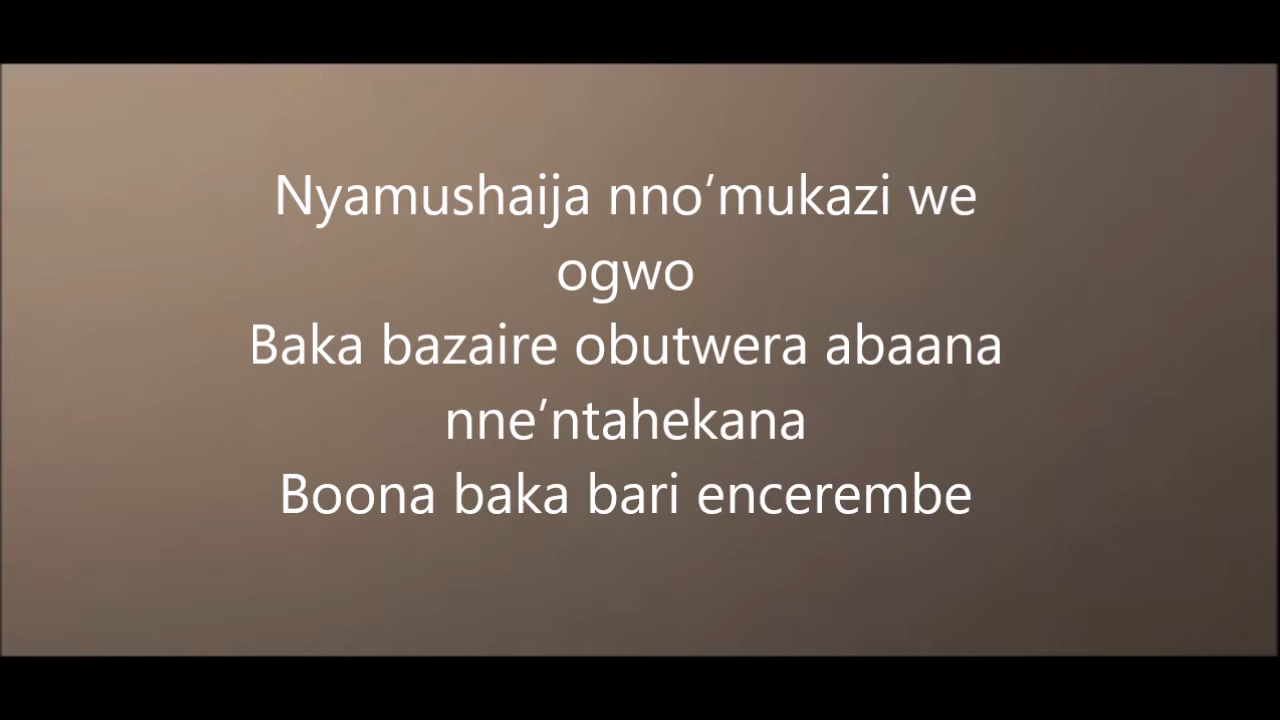 Nyamushaija nno’mukazi we
ogwo
Baka bazaire obutwera abaana
nne’ntahekana
Boona baka bari encerembe